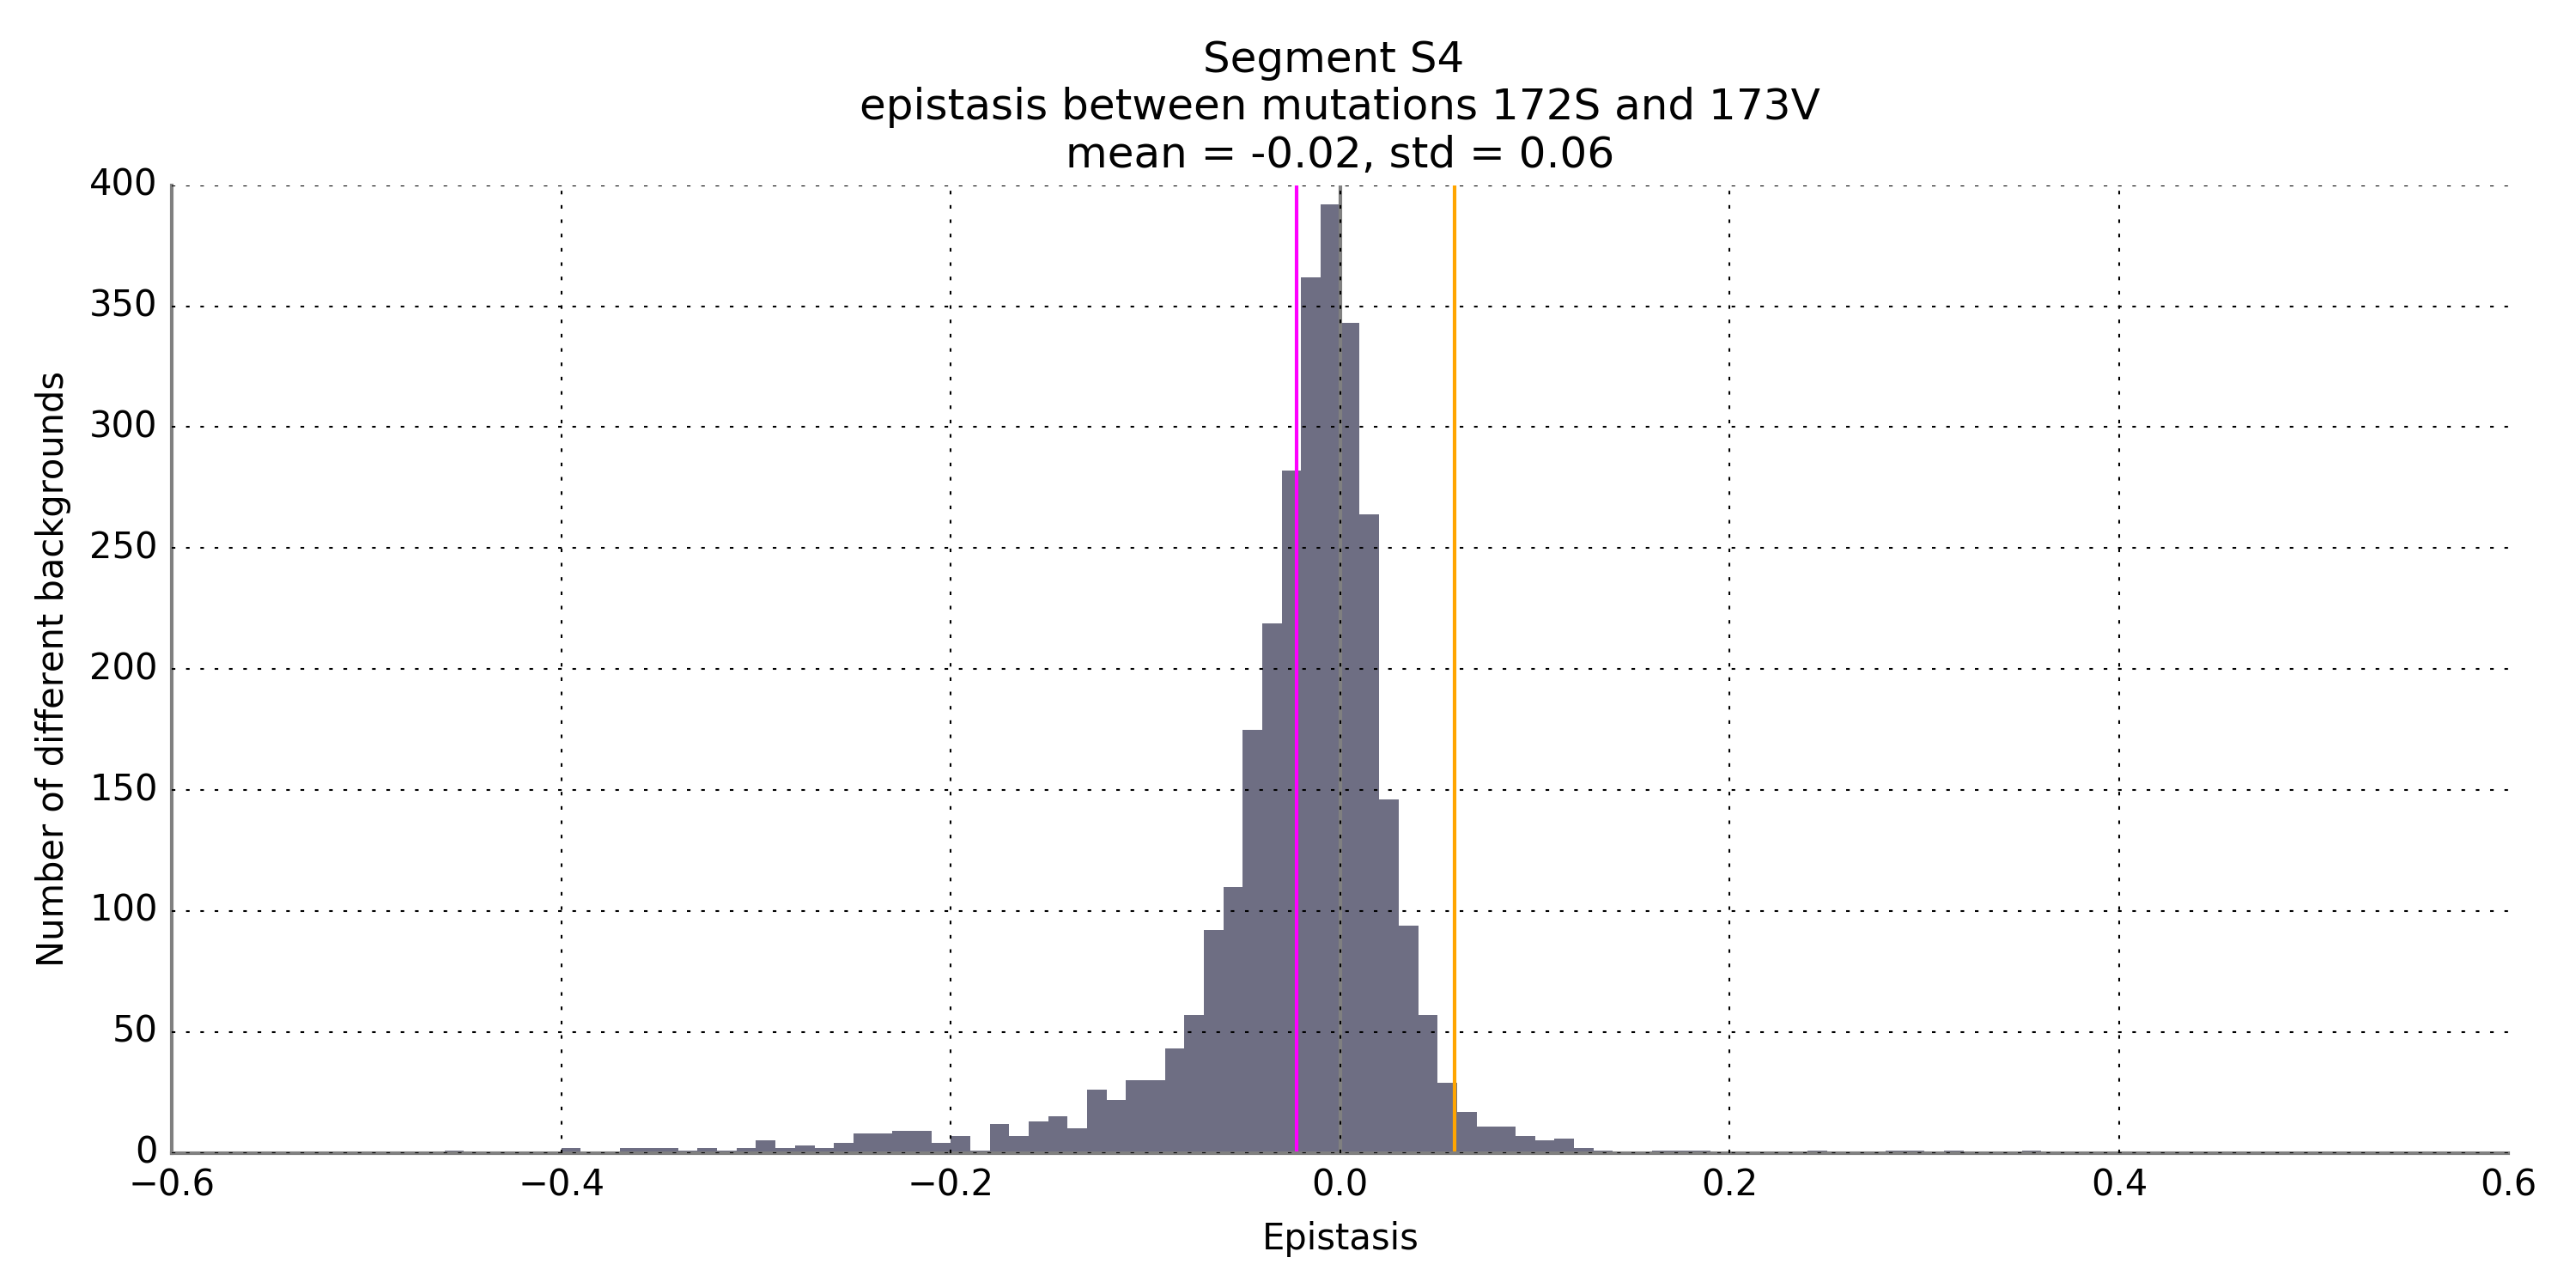 Segment S4
epistasis between mutations 172S and 173V
mean = -0.02, std = 0.06
400
350
300
250
200
150
100
50
0
Number of different backgrounds
−0.6 −0.4 −0.2 0.0 0.2 0.4 0.6
Epistasis